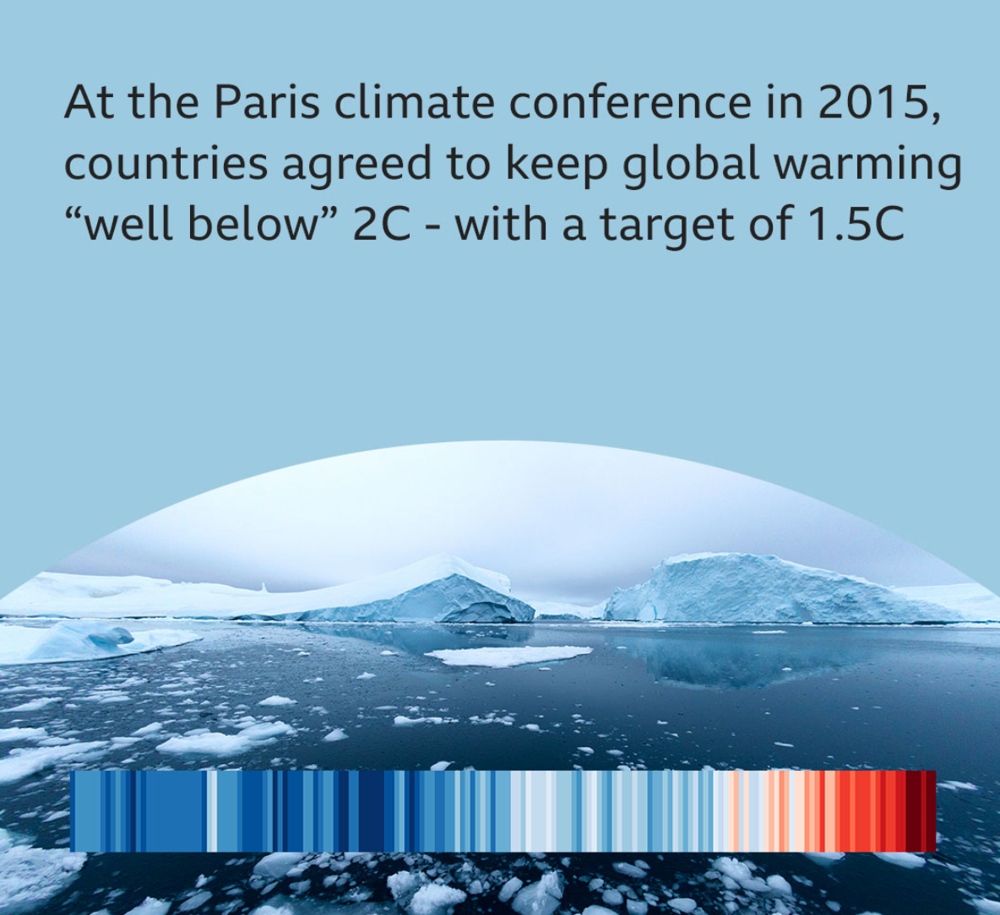 At the Paris climate conference in 2015,
countries agreed to keep global warming
“well below” 2C - with a target of 1.5C